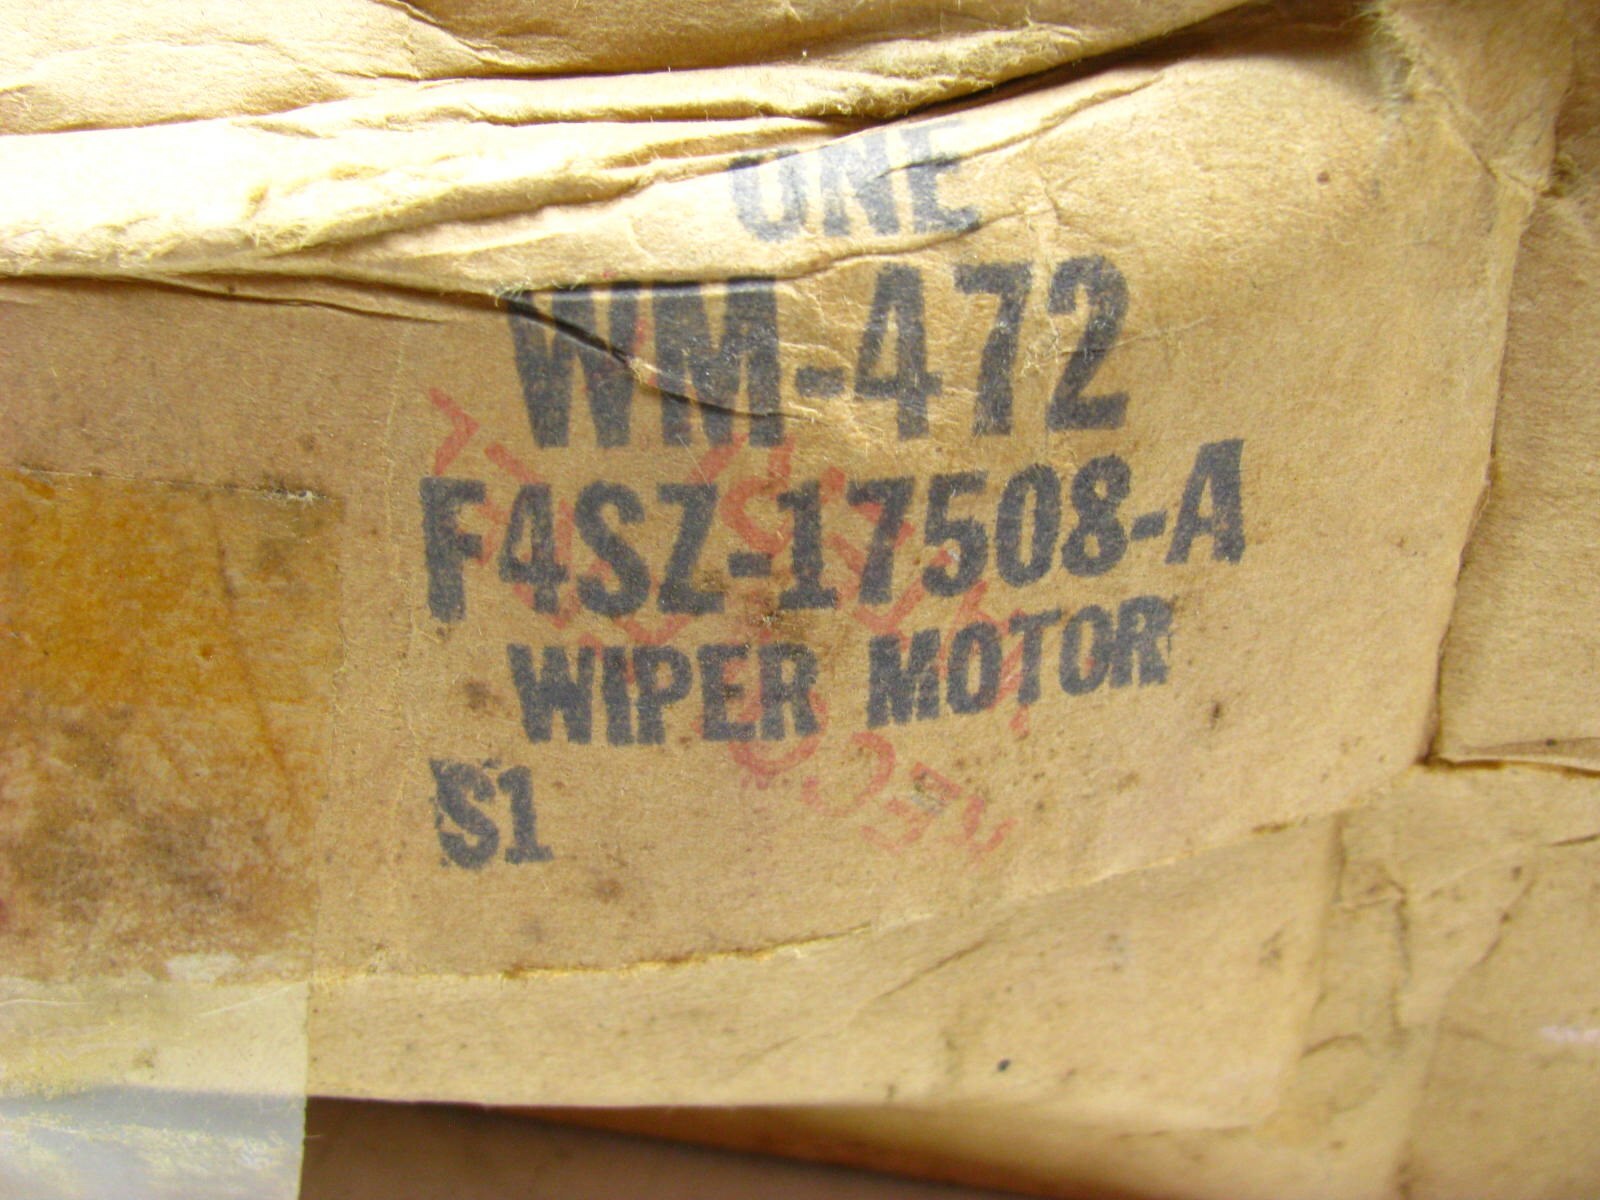 ONE
WM-472
F4SZ-17508-A
WIPER MOTOR
S1